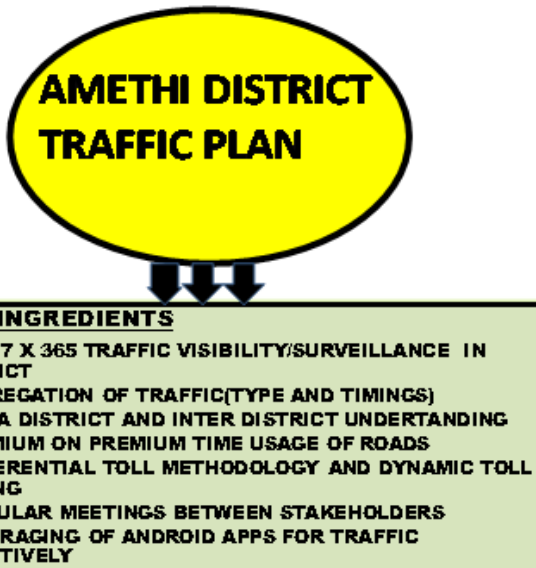 AMETHI DISTRICT
TRAFFIC PLAN
INGREDIENTS
7 X 365 TRAFFIC VISIBILITY/SURVEILLANCE IN
ICT
REGATION OF TRAFFIC(TYPE AND TIMINGS)
A DISTRICT AND INTER DISTRICT UNDERTANDING
MIUM ON PREMIUM TIME USAGE OF ROADS
ERENTIAL TOLL METHODOLOGY AND DYNAMIC TOLL
NG
ULAR MEETINGS BETWEEN STAKEHOLDERS
RAGING OF ANDROID APPS FOR TRAFFIC
TIVELY